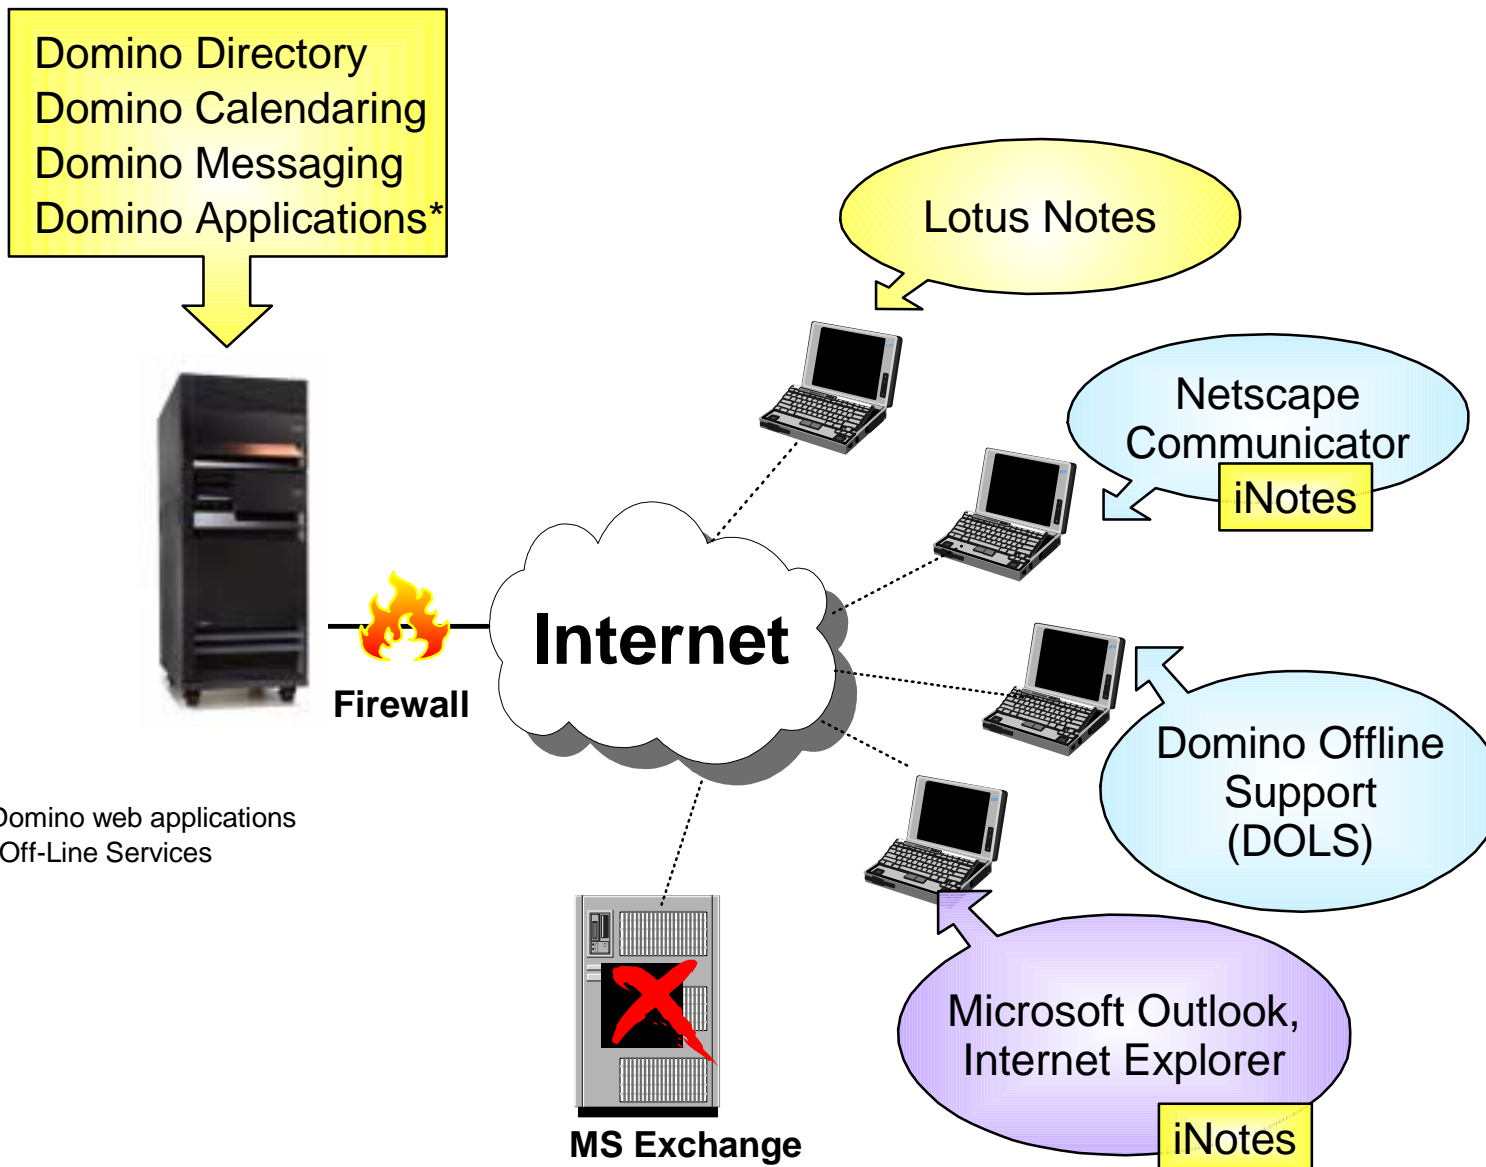 Domino Directory
Domino Calendaring
Domino Messaging
Domino Applications*
Lotus Notes
Netscape
Communicator
iNotes
Internet
Firewall
Domino Offline
Support
(DOLS)
Domino web applications
Off-Line Services
Microsoft Outlook,
Internet Explorer
iNotes
MS Exchange